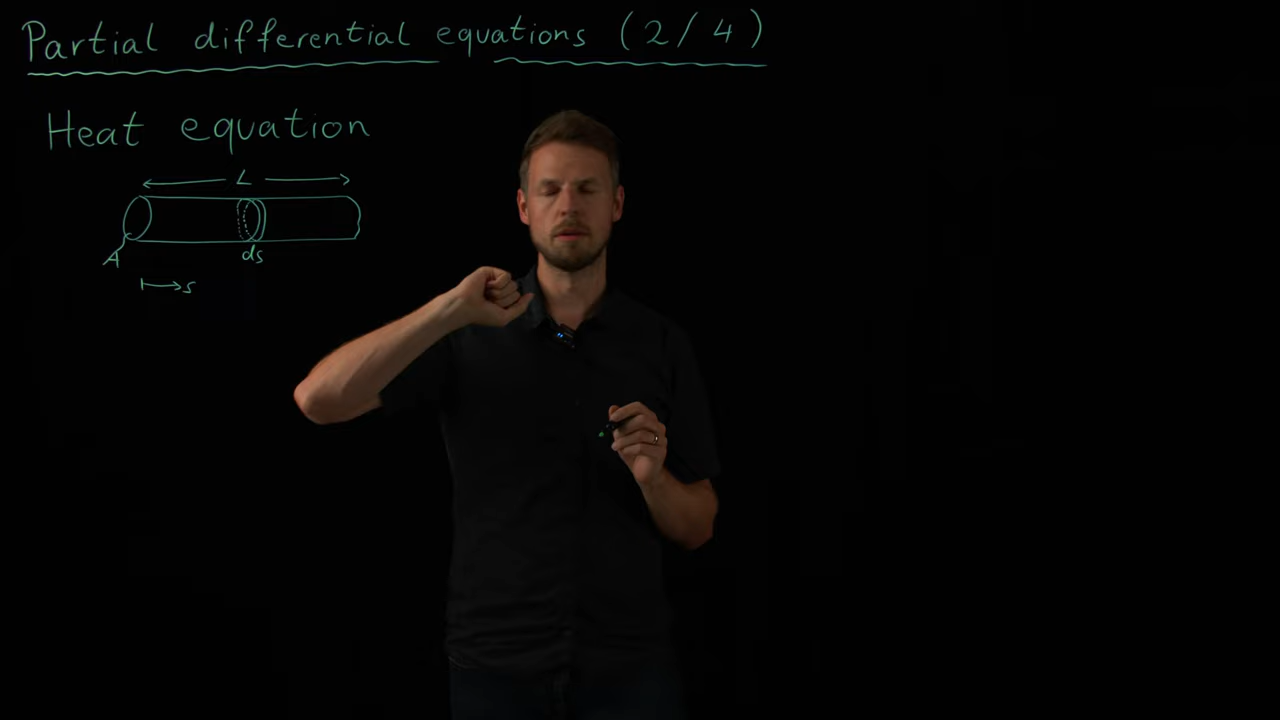 Partial differential equations (2/4)
Heat equation
L
A
ds
s